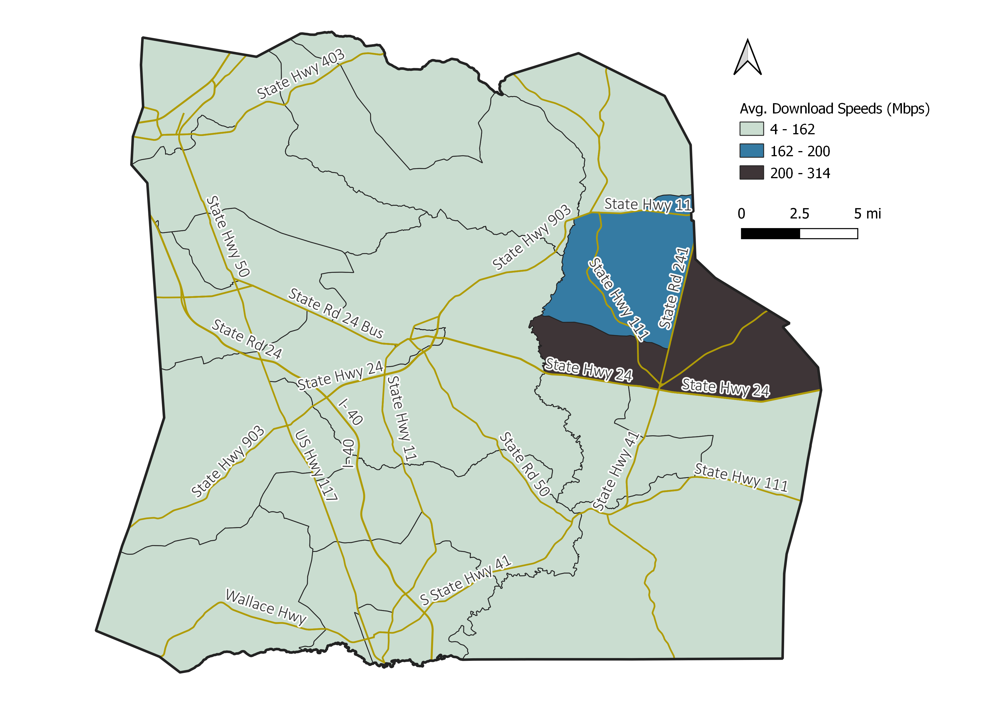 State Hwy 403
Avg. Download Speeds (Mbps)
4 - 162
162 - 200
200 - 314
0 2.5 5 mi
State Hwy 11
State Hwy 903
State Hwy 50
State Hwy 111
State Rd 241
State Rd 24 Bus
State Rd 24
State Hwy 24
State Hwy 24
State Hwy 24
State Hwy 11
I- 40
I- 40
State Hwy 903
US Hwy 117
State Rd 50
State Hwy 41
State Hwy 111
S State Hwy 41
Wallace Hwy